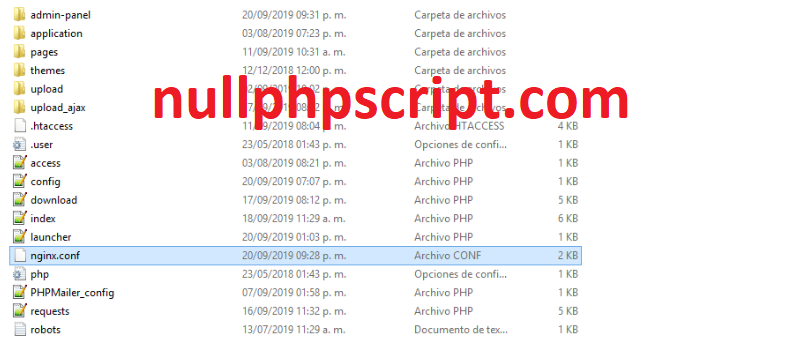 admin-panel 20/09/2019 09:31 p. m. Carpeta de archivos
application 03/08/2019 07:23 p. m. Carpeta de archivos
pages 11/09/2019 10:31 a. m. Carpeta de archivos
themes 12/12/2018 12:00 p. m. Carpeta de archivos
upload Carpeta de archivos
nullphpscript.com
upload_ajax Carpeta de archivos
.htaccess 11/09/2019 08:04 p. m. Archivo HTACCESS 4 KB
.user 23/05/2018 01:43 p. m. Opciones de confi... 1 KB
access 03/08/2019 08:21 p. m. Archivo PHP 1 KB
config 20/09/2019 07:07 p. m. Archivo PHP 1 KB
download 17/09/2019 08:12 p. m. Archivo PHP 5 KB
index 18/09/2019 11:29 a. m. Archivo PHP 6 KB
launcher 20/09/2019 01:03 p. m. Archivo PHP 1 KB
nginx.conf 20/09/2019 09:28 p. m. Archivo CONF 2 KB
php 23/05/2018 01:43 p. m. Opciones de confi... 1 KB
PHPMailer_config 07/09/2019 01:58 p. m. Archivo PHP 1 KB
requests 16/09/2019 11:32 p. m. Archivo PHP 5 KB
robots 13/07/2019 11:29 a. m. Documento de tex... 1 KB